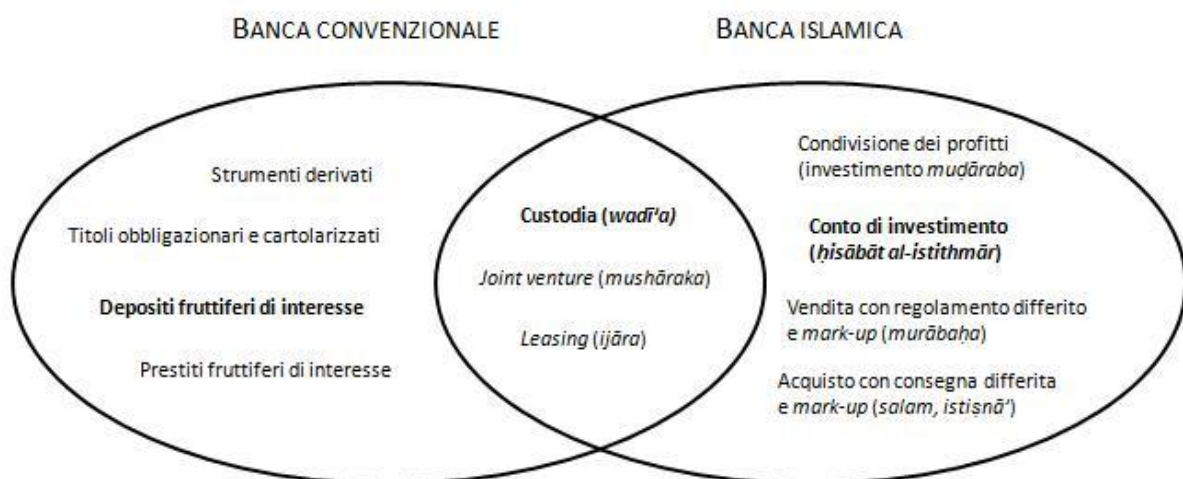 BANCA CONVENZIONALE
BANCA ISLAMICA
Strumenti derivati
Titoli obbligazionari e cartolarizzati
Depositi fruttiferi di interesse
Prestiti fruttiferi di interesse
Custodia (wadī‘a)
Joint venture (mushāraka)
Leasing (ijāra)
Condivisione dei profitti
(investimento muḍāraba)
Conto di investimento
(ḥisābāt al-istithmār)
Vendita con regolamento differito
e mark-up (murābaḥa)
Acquisto con consegna differita
e mark-up (salam, istiṣnā’)